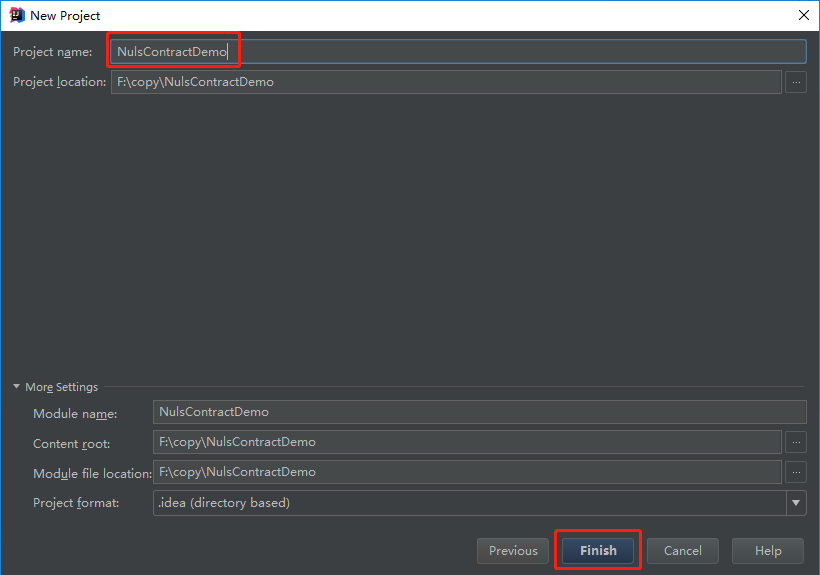 New Project
Project name: NulsContractDemo
Project location: F:\copy\NulsContractDemo ...
More Settings
Module name: NulsContractDemo
Content root: F:\copy\NulsContractDemo ...
Module file location: F:\copy\NulsContractDemo ...
Project format: .idea (directory based)
Previous Finish Cancel Help